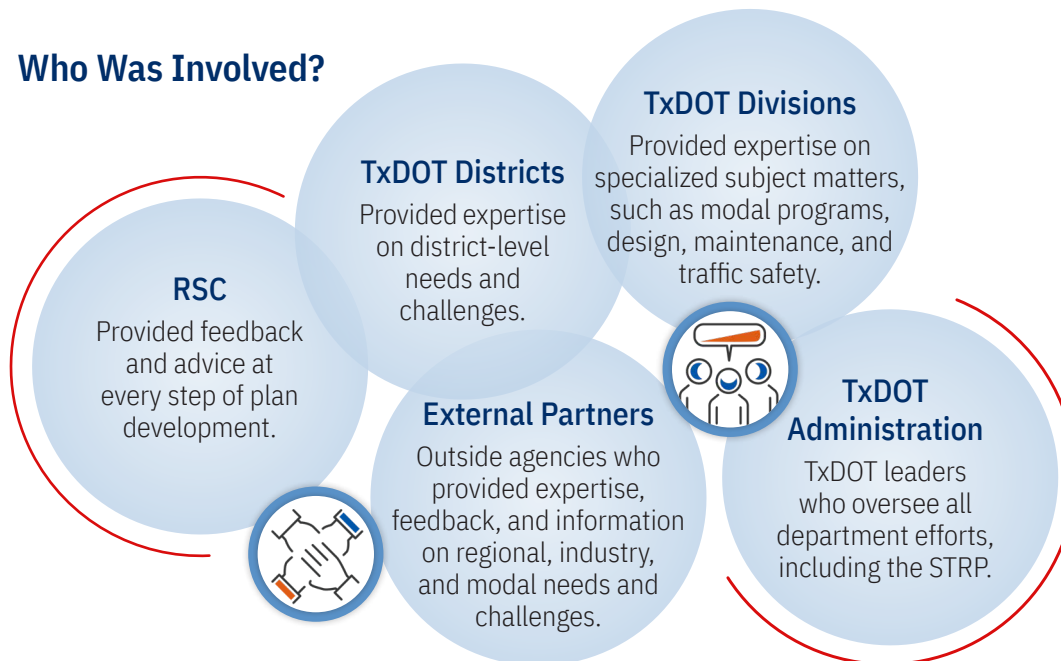 Who Was Involved?
RSC
Provided feedback
and advice at
every step of plan
development.
TxDOT Districts
Provided expertise
on district-level
needs and
challenges.
TxDOT Divisions
Provided expertise on
specialized subject matters,
such as modal programs,
design, maintenance, and
traffic safety.
External Partners
Outside agencies who
provided expertise,
feedback, and information
on regional, industry,
and modal needs and
challenges.
TxDOT
Administration
TxDOT leaders
who oversee all
department efforts,
including the STRP.